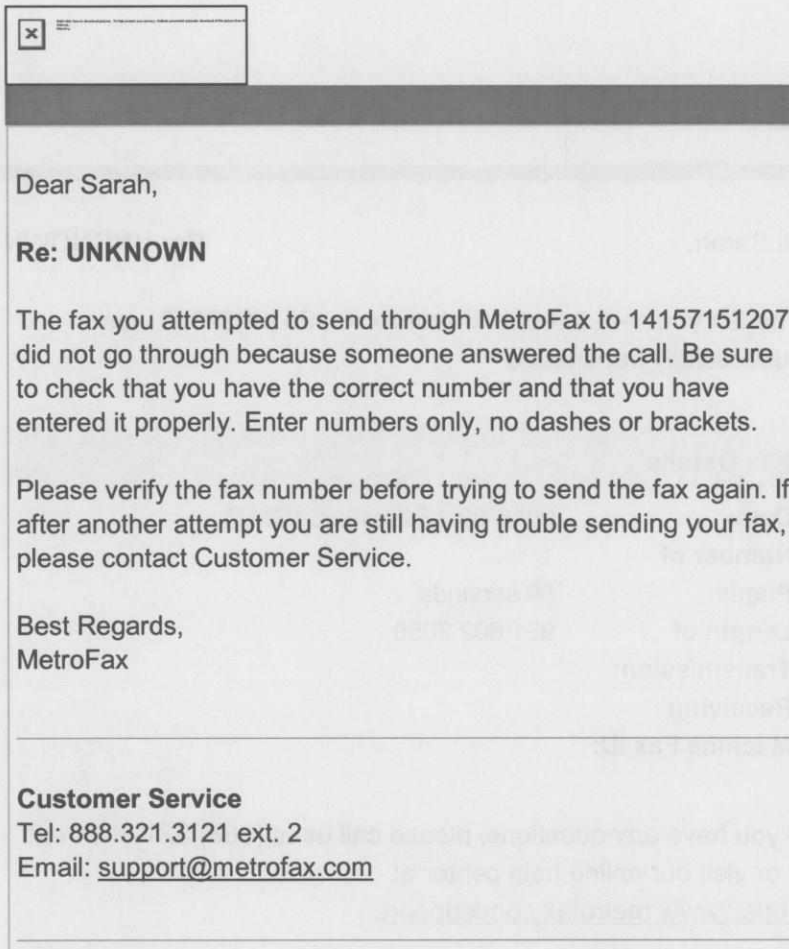 Dear Sarah,
Re: UNKNOWN
The fax you attempted to send through MetroFax to 14157151207
did not go through because someone answered the call. Be sure
to check that you have the correct number and that you have
entered it properly. Enter numbers only, no dashes or brackets.
Please verify the fax number before trying to send the fax again. If
after another attempt you are still having trouble sending your fax,
please contact Customer Service.
Best Regards,
MetroFax
Customer Service
Tel: 888.321.3121 ext. 2
Email: support@metrofax.com